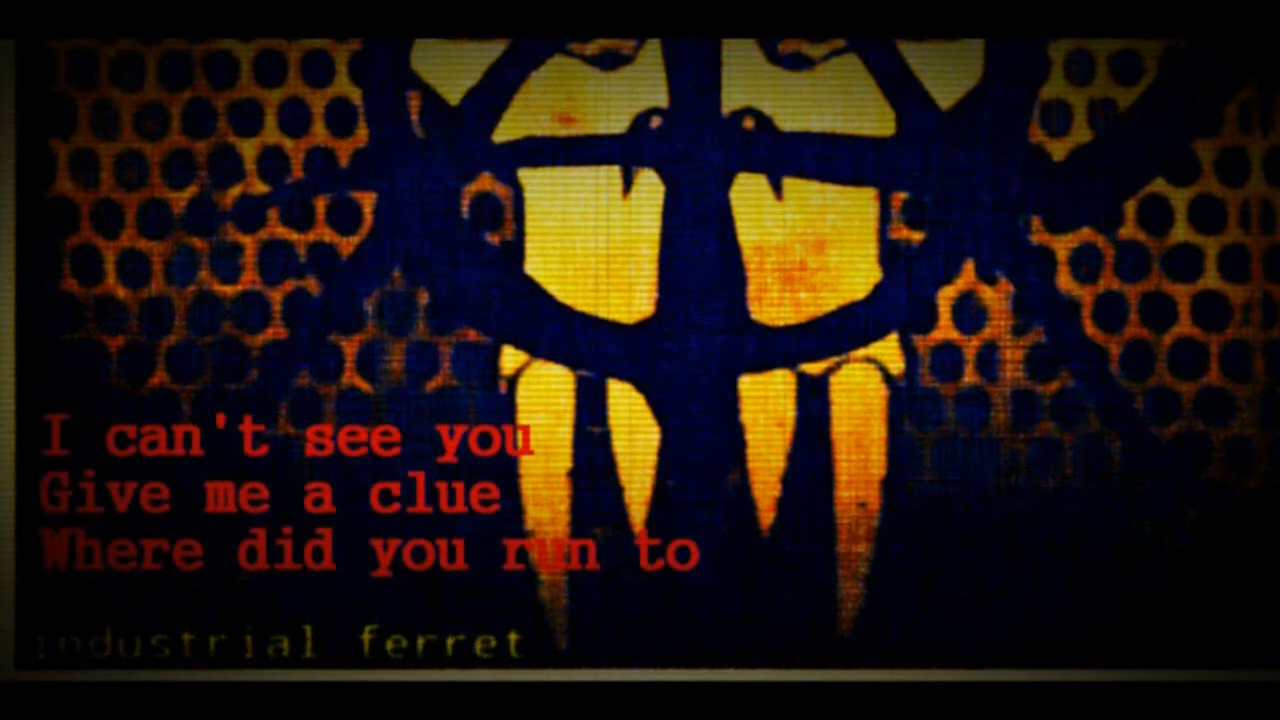 I can't see you
Give me a clue
Where did you run to
industrial ferret